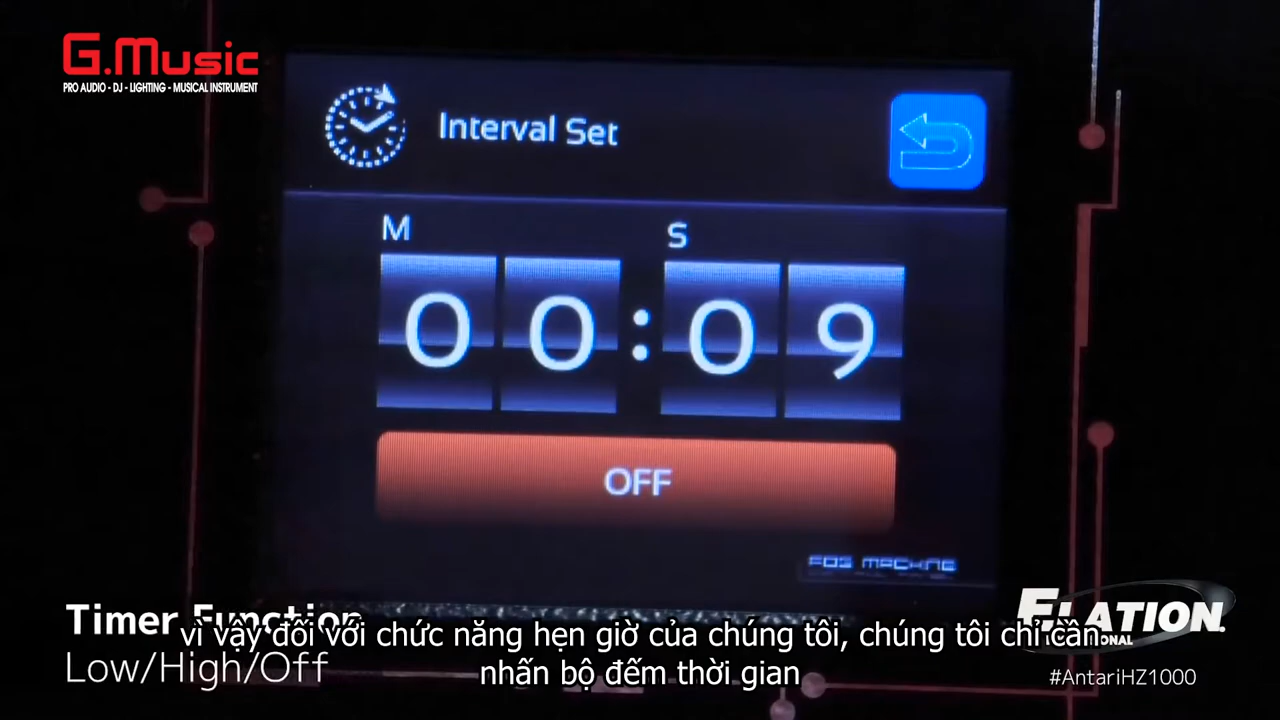 G.Music
PRO AUDIO - DJ - LIGHTING - MUSICAL INSTRUMENT
Interval Set
M S
00:09
OFF
FOG MACHINE
Timer Function
Low/High/Off
ELATION
#AntariHZ1000
vì vậy đối với chức năng hẹn giờ của chúng tôi, chúng tôi chỉ cần
nhấn bộ đếm thời gian